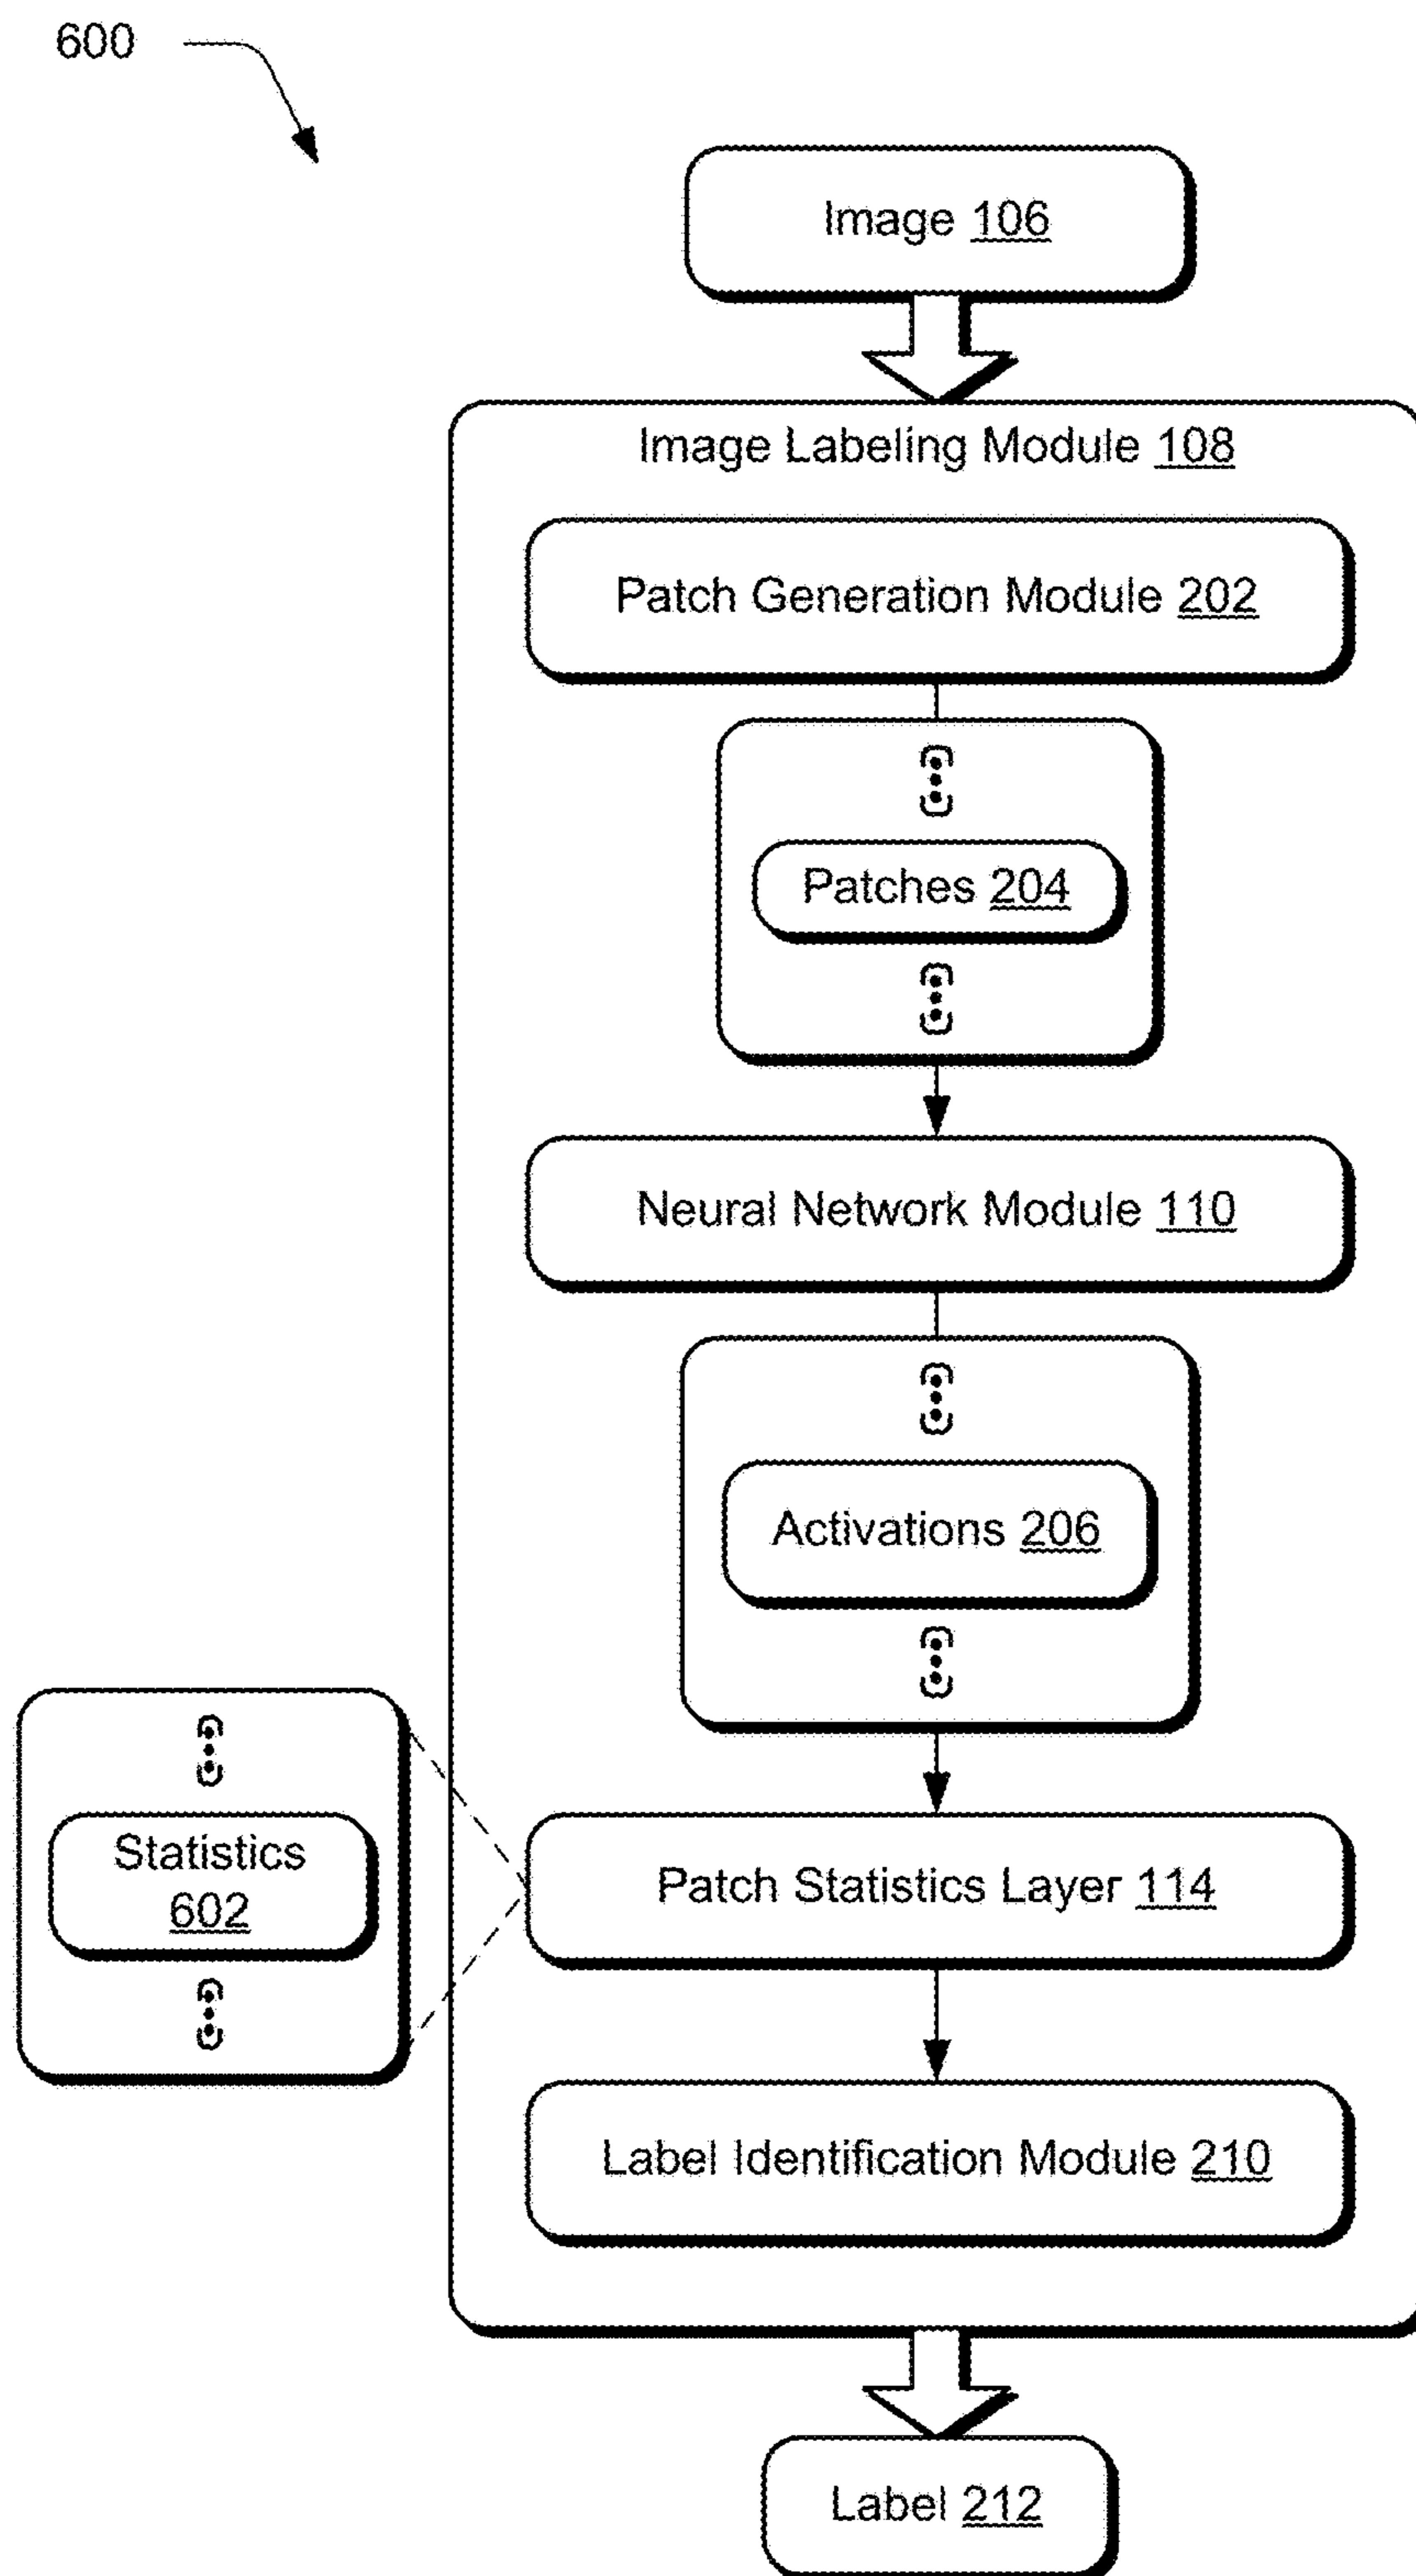 600
Image 106
Image Labeling Module 108
Patch Generation Module 202
Patches 204
Neural Network Module 110
Activations 206
Statistics
602
Patch Statistics Layer 114
Label Identification Module 210
Label 212